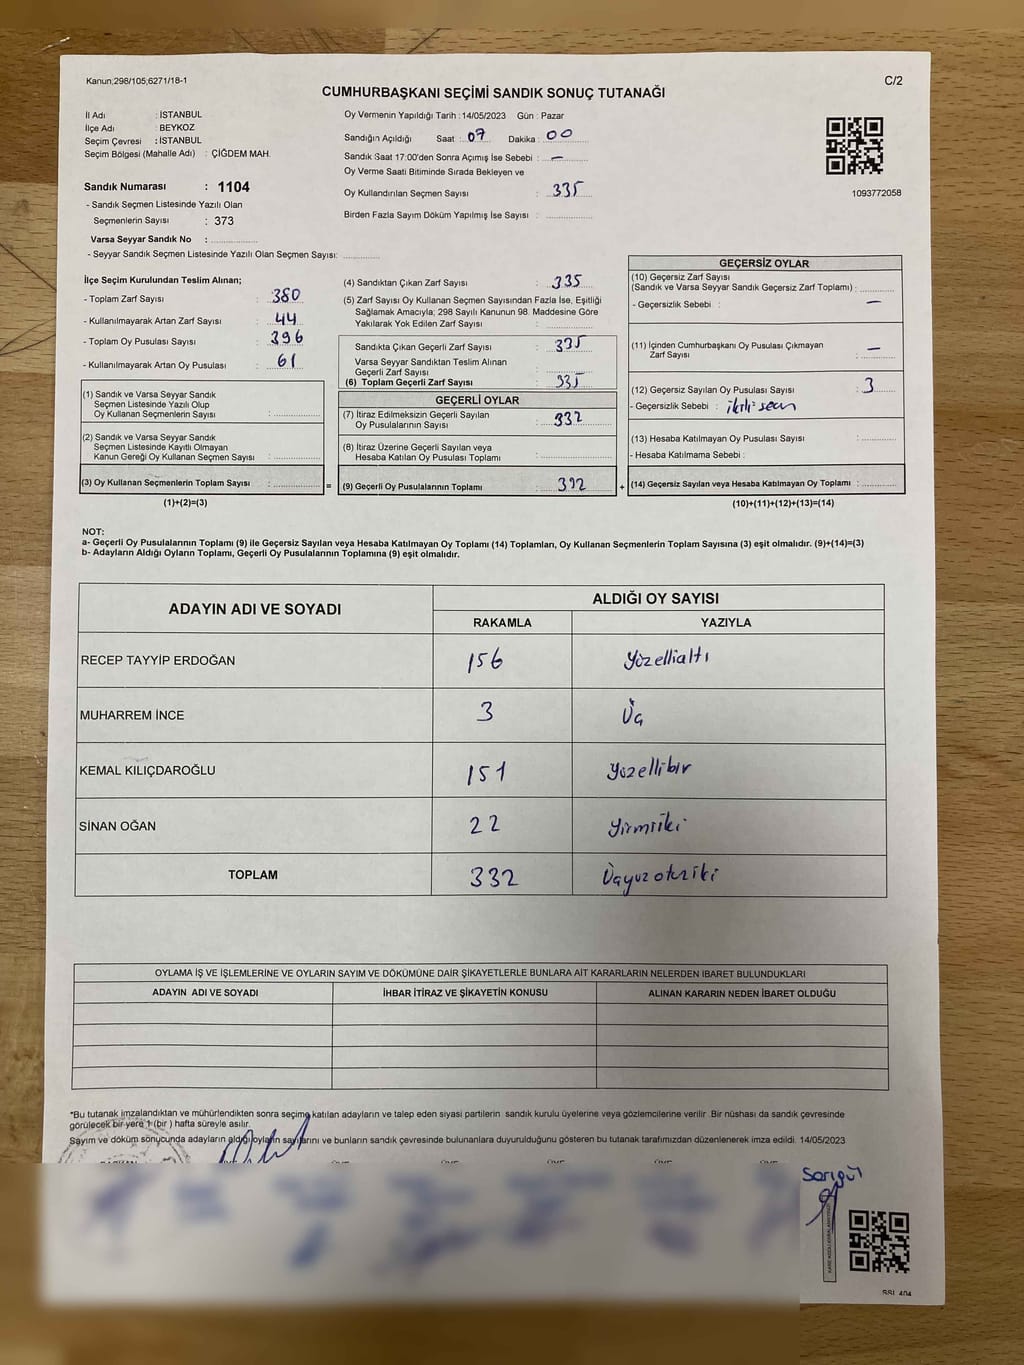 Kanun;298/105,6271/18-1
C/2
CUMHURBAŞKANI SEÇİMİ SANDIK SONUÇ TUTANAĞI
İl Adı : İSTANBUL
İlçe Adı : BEYKOZ
Seçim Çevresi : İSTANBUL
Seçim Bölgesi (Mahalle Adı) : ÇİĞDEM MAH.
Sandık Numarası : 1104
- Sandık Seçmen Listesinde Yazılı Olan
Seçmenlerin Sayısı : 373
Varsa Seyyar Sandık No :
- Seyyar Sandık Seçmen Listesinde Yazılı Olan Seçmen Sayısı:
Oy Vermenin Yapıldığı Tarih : 14/05/2023 Gün : Pazar
Sandığın Açıldığı Saat : 07 Dakika : 00
Sandık Saat 17:00'den Sonra Açımış İse Sebebi : —
Oy Verme Saati Bitiminde Sırada Bekleyen ve
Oy Kullandırılan Seçmen Sayısı : 335
Birden Fazla Sayım Döküm Yapılmış İse Sayısı :
1093772058
İlçe Seçim Kurulundan Teslim Alınan;
- Toplam Zarf Sayısı : 380
- Kullanılmayarak Artan Zarf Sayısı : 44
- Toplam Oy Pusulası Sayısı : 396
- Kullanılmayarak Artan Oy Pusulası : 61
(1) Sandık ve Varsa Seyyar Sandık
Seçmen Listesinde Yazılı Olup
Oy Kullanan Seçmenlerin Sayısı :
(2) Sandık ve Varsa Seyyar Sandık
Seçmen Listesinde Kayıtlı Olmayan
Kanun Gereği Oy Kullanan Seçmen Sayısı :
(3) Oy Kullanan Seçmenlerin Toplam Sayısı :
(1)+(2)=(3)
(4) Sandıktan Çıkan Zarf Sayısı : 335
(5) Zarf Sayısı Oy Kullanan Seçmen Sayısından Fazla İse, Eşitliği
Sağlamak Amacıyla; 298 Sayılı Kanunun 98. Maddesine Göre
Yakılarak Yok Edilen Zarf Sayısı :
Sandıkta Çıkan Geçerli Zarf Sayısı : 335
Varsa Seyyar Sandıktan Teslim Alınan
Geçerli Zarf Sayısı :
(6) Toplam Geçerli Zarf Sayısı : 335
GEÇERLİ OYLAR
(7) İtiraz Edilmeksizin Geçerli Sayılan
Oy Pusulalarının Sayısı : 332
(8) İtiraz Üzerine Geçerli Sayılan veya
Hesaba Katılan Oy Pusulası Toplamı :
= (9) Geçerli Oy Pusulalarının Toplamı : 332 +
GEÇERSİZ OYLAR
(10) Geçersiz Zarf Sayısı
(Sandık ve Varsa Seyyar Sandık Geçersiz Zarf Toplamı) :
- Geçersizlik Sebebi : —
(11) İçinden Cumhurbaşkanı Oy Pusulası Çıkmayan
Zarf Sayısı : —
(12) Geçersiz Sayılan Oy Pusulası Sayısı : 3
- Geçersizlik Sebebi :
(13) Hesaba Katılmayan Oy Pusulası Sayısı :
- Hesaba Katılmama Sebebi :
(14) Geçersiz Sayılan veya Hesaba Katılmayan Oy Toplamı :
(10)+(11)+(12)+(13)=(14)
NOT:
a- Geçerli Oy Pusulalarının Toplamı (9) ile Geçersiz Sayılan veya Hesaba Katılmayan Oy Toplamı (14) Toplamları, Oy Kullanan Seçmenlerin Toplam Sayısına (3) eşit olmalıdır. (9)+(14)=(3)
b- Adayların Aldığı Oyların Toplamı, Geçerli Oy Pusulalarının Toplamına (9) eşit olmalıdır.
ADAYIN ADI VE SOYADI ALDIĞI OY SAYISI
RAKAMLA YAZIYLA
RECEP TAYYİP ERDOĞAN 156 Yüzellialtı
MUHARREM İNCE 3 Üç
KEMAL KILIÇDAROĞLU 151 Yüzellibir
SİNAN OĞAN 22 Yirmiiki
TOPLAM 332 Üçyüzotuziki
OYLAMA İŞ VE İŞLEMLERİNE VE OYLARIN SAYIM VE DÖKÜMÜNE DAİR ŞİKAYETLERLE BUNLARA AİT KARARLARIN NELERDEN İBARET BULUNDUKLARI
ADAYIN ADI VE SOYADI İHBAR İTİRAZ VE ŞİKAYETİN KONUSU ALINAN KARARIN NEDEN İBARET OLDUĞU
*Bu tutanak imzalandıktan ve mühürlendikten sonra seçime katılan adayların ve talep eden siyasi partilerin sandık kurulu üyelerine veya gözlemcilerine verilir. Bir nüshası da sandık çevresinde
görülecek bir yere 1 (bir ) hafta süreyle asılır.
Sayım ve döküm sonucunda adayların aldığı oyların sayılarını ve bunların sandık çevresinde bulunanlara duyurulduğunu gösteren bu tutanak tarafımızdan düzenlenerek imza edildi. 14/05/2023